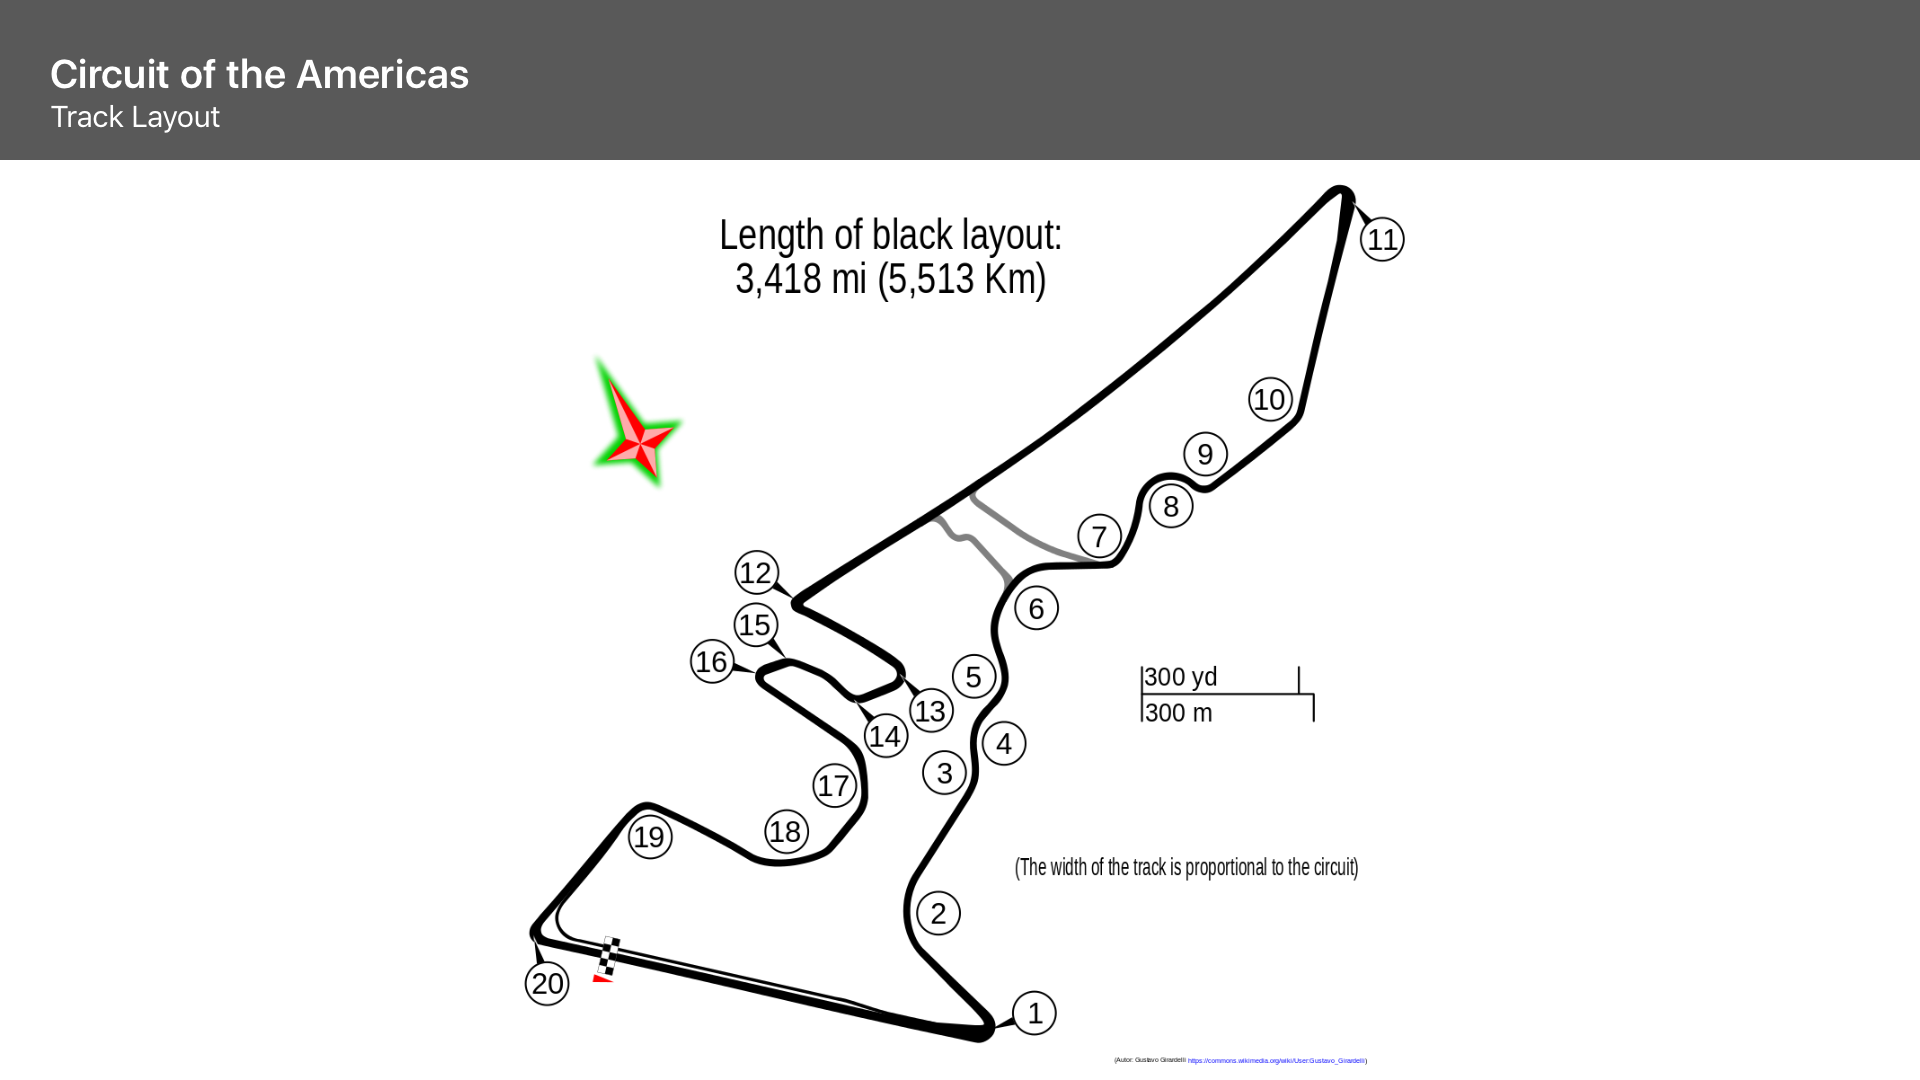 Circuit of the Americas
Track Layout
Length of black layout:
3,418 mi (5,513 Km)
11
10
9
8
7
12
6
15
16
5
13
14
4
3
17
18
19
2
20
1
300 yd
300 m
(The width of the track is proportional to the circuit)
(Autor: Gustavo Girardelli https://commons.wikimedia.org/wiki/User:Gustavo_Girardelli)